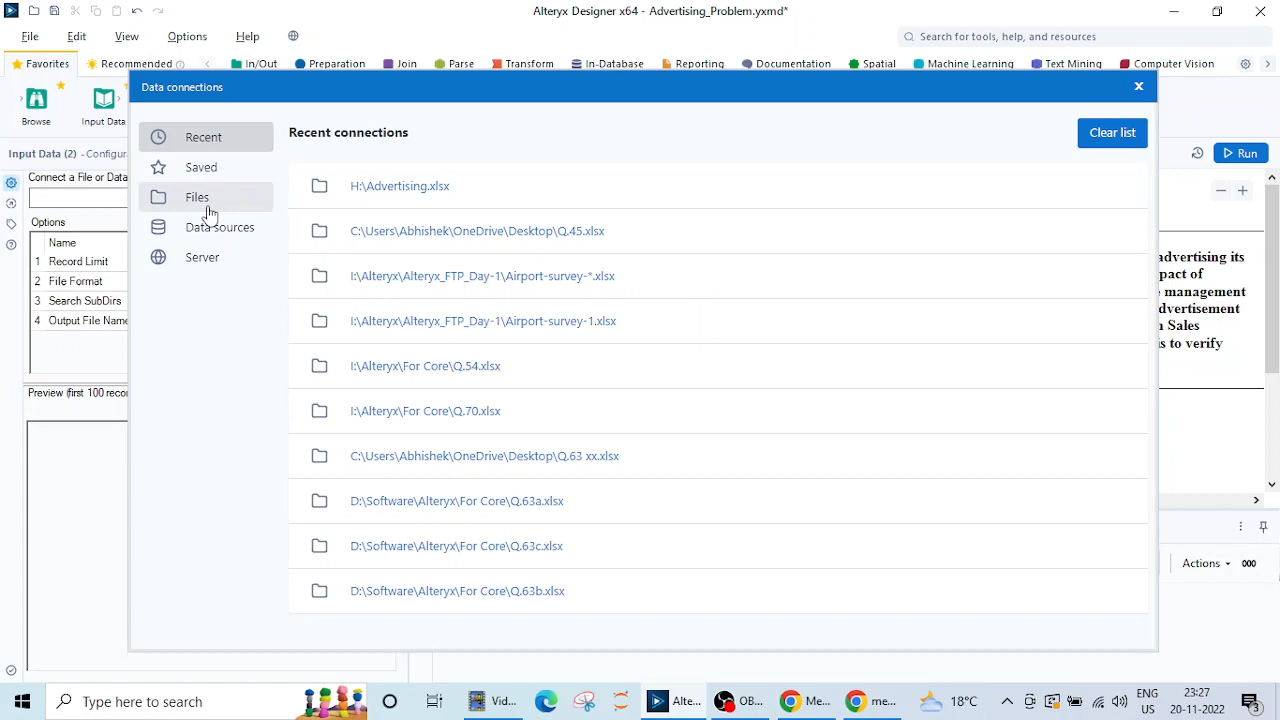 Alteryx Designer x64 - Advertising_Problem.yxmd*
File Edit View Options Help
Search for tools, help, and resources
Favorites Recommended In/Out Preparation Join Parse Transform In-Database Reporting Documentation Spatial Machine Learning Text Mining Computer Vision
Data connections
Browse Input Data
Recent
Recent connections
Clear list
Input Data (2) - Configura
Run
Saved
Connect a File or Data
H:\Advertising.xlsx
Files
Options
Data sources
C:\Users\Abhishek\OneDrive\Desktop\Q.45.xlsx
Name
Server
advertising its
1 Record Limit
pact of
2 File Format
I:\Alteryx\Alteryx_FTP_Day-1\Airport-survey-*.xlsx
management
3 Search SubDirs
dvertisement
4 Output File Name
I:\Alteryx\Alteryx_FTP_Day-1\Airport-survey-1.xlsx
n Sales
is to verify
I:\Alteryx\For Core\Q.54.xlsx
Preview (first 100 recor
I:\Alteryx\For Core\Q.70.xlsx
C:\Users\Abhishek\OneDrive\Desktop\Q.63 xx.xlsx
D:\Software\Alteryx\For Core\Q.63a.xlsx
D:\Software\Alteryx\For Core\Q.63c.xlsx
Actions
D:\Software\Alteryx\For Core\Q.63b.xlsx
Type here to search
Vid... Alte... OB... Me... me...
18°C
ENG
US
23:27
20-11-2022
3